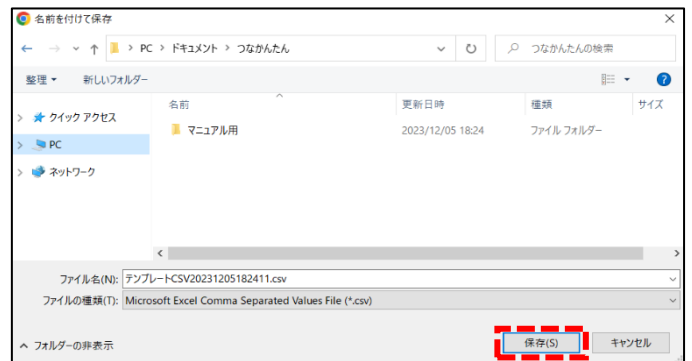 名前を付けて保存
PC > ドキュメント > つなかんたん
つなかんたんの検索
整理 新しいフォルダー
名前 更新日時 種類 サイズ
クイック アクセス
マニュアル用 2023/12/05 18:24 ファイル フォルダー
PC
ネットワーク
ファイル名(N): テンプレートCSV20231205182411.csv
ファイルの種類(T): Microsoft Excel Comma Separated Values File (*.csv)
フォルダーの非表示 保存(S) キャンセル